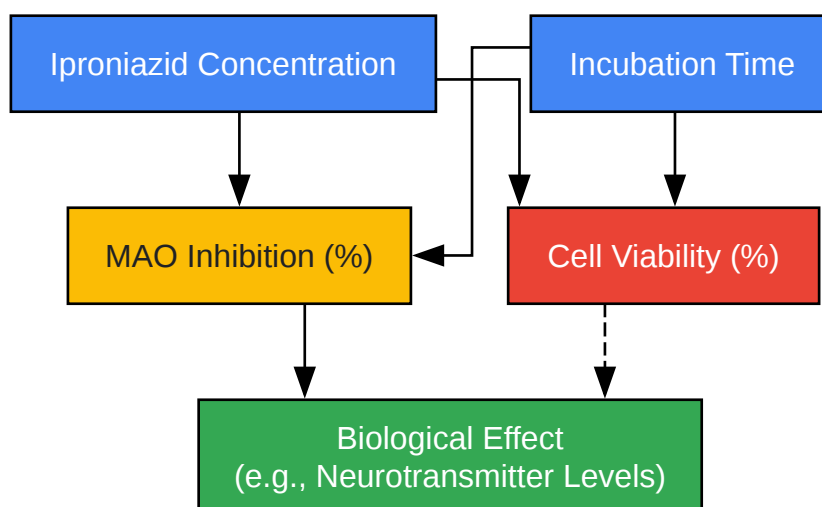 Iproniazid Concentration
Incubation Time
MAO Inhibition (%)
Cell Viability (%)
Biological Effect
(e.g., Neurotransmitter Levels)